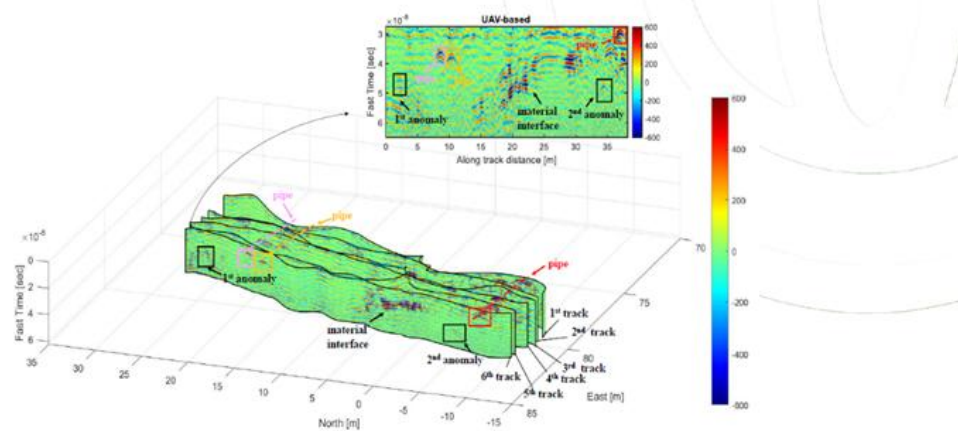 UAV-based
×10⁻⁸
Fast Time [sec]
3
4
5
6
pipe
1st anomaly
material
interface
2nd anomaly
0 5 10 15 20 25 30 35
Along track distance [m]
600
400
200
0
-200
-400
-600
×10⁻⁸
Fast Time [sec]
0
2
4
6
pipe
pipe
pipe
1st anomaly
material
interface
2nd anomaly
1st track
2nd track
3rd track
4th track
5th track
6th track
35 30 25 20 15 10 5 0 -5 -10 -15
North [m]
70
75
80
85
East [m]
600
400
200
0
-200
-400
-600